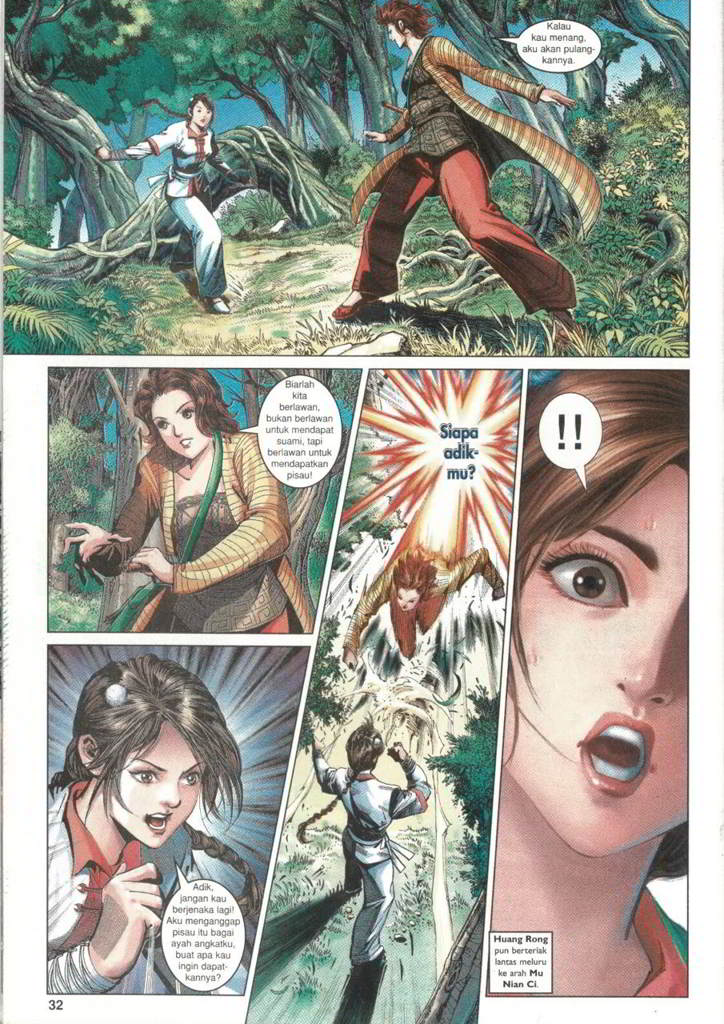 Kalau
kau menang,
aku akan pulang-
kannya.
Biarlah
kita
berlawan,
bukan berlawan
untuk mendapat
suami, tapi
berlawan untuk
mendapatkan
pisau!
Adik,
jangan kau
berjenaka lagi!
Aku menganggap
pisau itu bagai
ayah angkatku,
buat apa kau
ingin dapat-
kannya?
Siapa
adik-
mu?
!!
Huang Rong
pun berteriak
lantas meluru
ke arah Mu
Nian Ci.
32